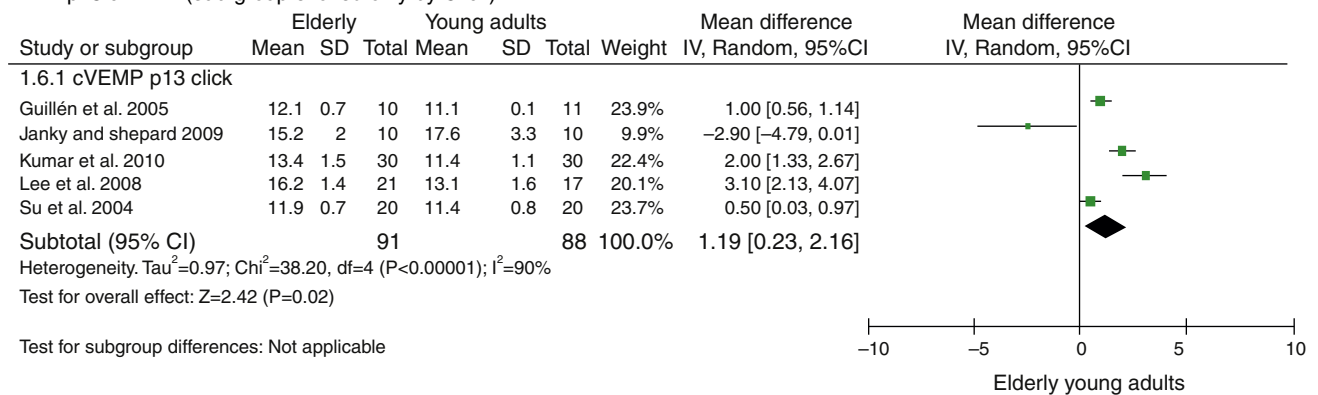 Elderly Young adults Mean difference Mean difference
Study or subgroup Mean SD Total Mean SD Total Weight IV, Random, 95%CI IV, Random, 95%CI
1.6.1 cVEMP p13 click
Guillén et al. 2005 12.1 0.7 10 11.1 0.1 11 23.9% 1.00 [0.56, 1.14]
Janky and shepard 2009 15.2 2 10 17.6 3.3 10 9.9% –2.90 [–4.79, 0.01]
Kumar et al. 2010 13.4 1.5 30 11.4 1.1 30 22.4% 2.00 [1.33, 2.67]
Lee et al. 2008 16.2 1.4 21 13.1 1.6 17 20.1% 3.10 [2.13, 4.07]
Su et al. 2004 11.9 0.7 20 11.4 0.8 20 23.7% 0.50 [0.03, 0.97]
Subtotal (95% CI) 91 88 100.0% 1.19 [0.23, 2.16]
Heterogeneity. Tau²=0.97; Chi²=38.20, df=4 (P<0.00001); I²=90%
Test for overall effect: Z=2.42 (P=0.02)
Test for subgroup differences: Not applicable
–10 –5 0 5 10
Elderly young adults